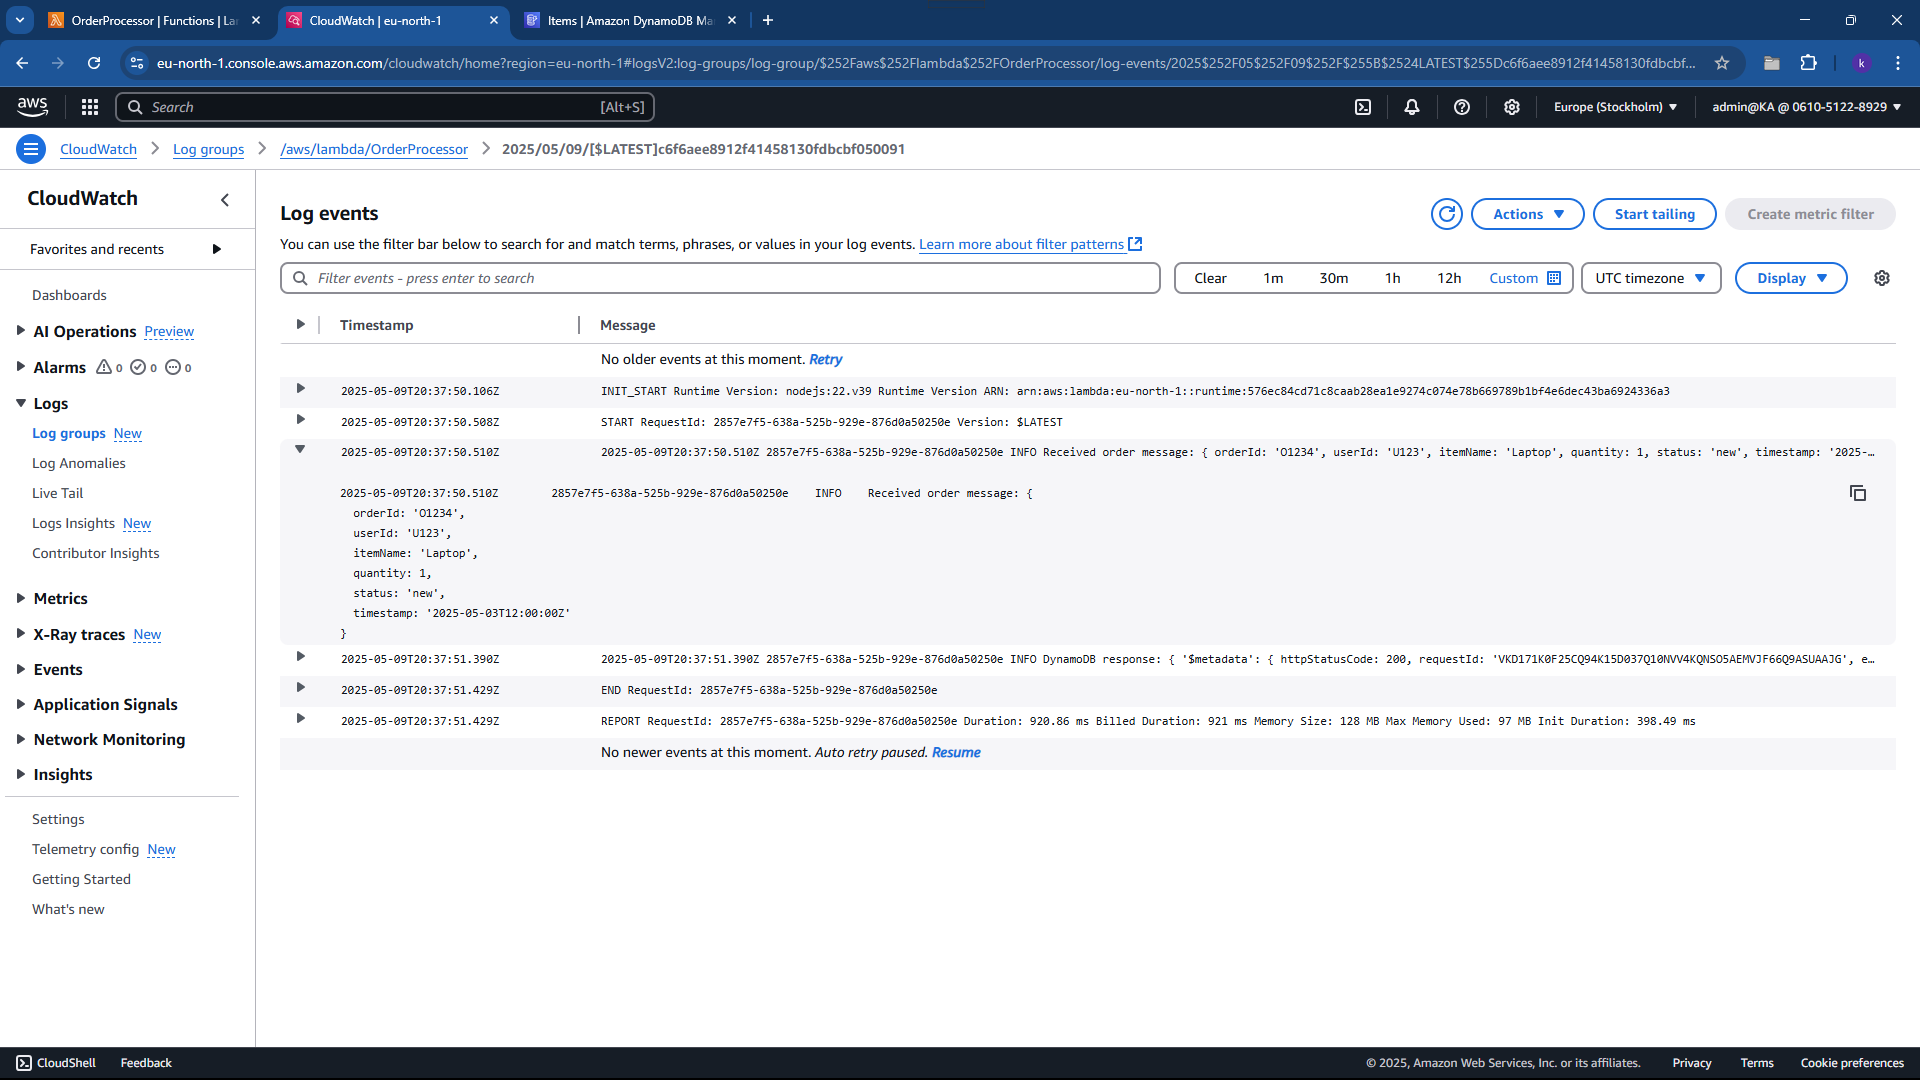 OrderProcessor | Functions | La
CloudWatch | eu-north-1
Items | Amazon DynamoDB Ma
eu-north-1.console.aws.amazon.com/cloudwatch/home?region=eu-north-1#logsV2:log-groups/log-group/$252Faws$252Flambda$252FOrderProcessor/log-events/2025$252F05$252F09$252F$255B$2524LATEST$255Dc6f6aee8912f41458130fdbcbf...
k
aws
Search
[Alt+S]
Europe (Stockholm)
admin@KA @ 0610-5122-8929
CloudWatch
Log groups
/aws/lambda/OrderProcessor
2025/05/09/[$LATEST]c6f6aee8912f41458130fdbcbf050091
CloudWatch
Favorites and recents
Dashboards
AI Operations Preview
Alarms 0 0 0
Logs
Log groups New
Log Anomalies
Live Tail
Logs Insights New
Contributor Insights
Metrics
X-Ray traces New
Events
Application Signals
Network Monitoring
Insights
Settings
Telemetry config New
Getting Started
What's new
Log events
Actions
Start tailing
Create metric filter
You can use the filter bar below to search for and match terms, phrases, or values in your log events. Learn more about filter patterns
Filter events - press enter to search
Clear 1m 30m 1h 12h Custom
UTC timezone
Display
Timestamp Message
No older events at this moment. Retry
2025-05-09T20:37:50.106Z INIT_START Runtime Version: nodejs:22.v39 Runtime Version ARN: arn:aws:lambda:eu-north-1::runtime:576ec84cd71c8caab28ea1e9274c074e78b669789b1bf4e6dec43ba6924336a3
2025-05-09T20:37:50.508Z START RequestId: 2857e7f5-638a-525b-929e-876d0a50250e Version: $LATEST
2025-05-09T20:37:50.510Z 2025-05-09T20:37:50.510Z 2857e7f5-638a-525b-929e-876d0a50250e INFO Received order message: { orderId: 'O1234', userId: 'U123', itemName: 'Laptop', quantity: 1, status: 'new', timestamp: '2025-…
2025-05-09T20:37:50.510Z 2857e7f5-638a-525b-929e-876d0a50250e INFO Received order message: {
orderId: 'O1234',
userId: 'U123',
itemName: 'Laptop',
quantity: 1,
status: 'new',
timestamp: '2025-05-03T12:00:00Z'
}
2025-05-09T20:37:51.390Z 2025-05-09T20:37:51.390Z 2857e7f5-638a-525b-929e-876d0a50250e INFO DynamoDB response: { '$metadata': { httpStatusCode: 200, requestId: 'VKD171K0F25CQ94K15D037Q10NVV4KQNSO5AEMVJF66Q9ASUAAJG', e…
2025-05-09T20:37:51.429Z END RequestId: 2857e7f5-638a-525b-929e-876d0a50250e
2025-05-09T20:37:51.429Z REPORT RequestId: 2857e7f5-638a-525b-929e-876d0a50250e Duration: 920.86 ms Billed Duration: 921 ms Memory Size: 128 MB Max Memory Used: 97 MB Init Duration: 398.49 ms
No newer events at this moment. Auto retry paused. Resume
CloudShell
Feedback
© 2025, Amazon Web Services, Inc. or its affiliates.
Privacy
Terms
Cookie preferences